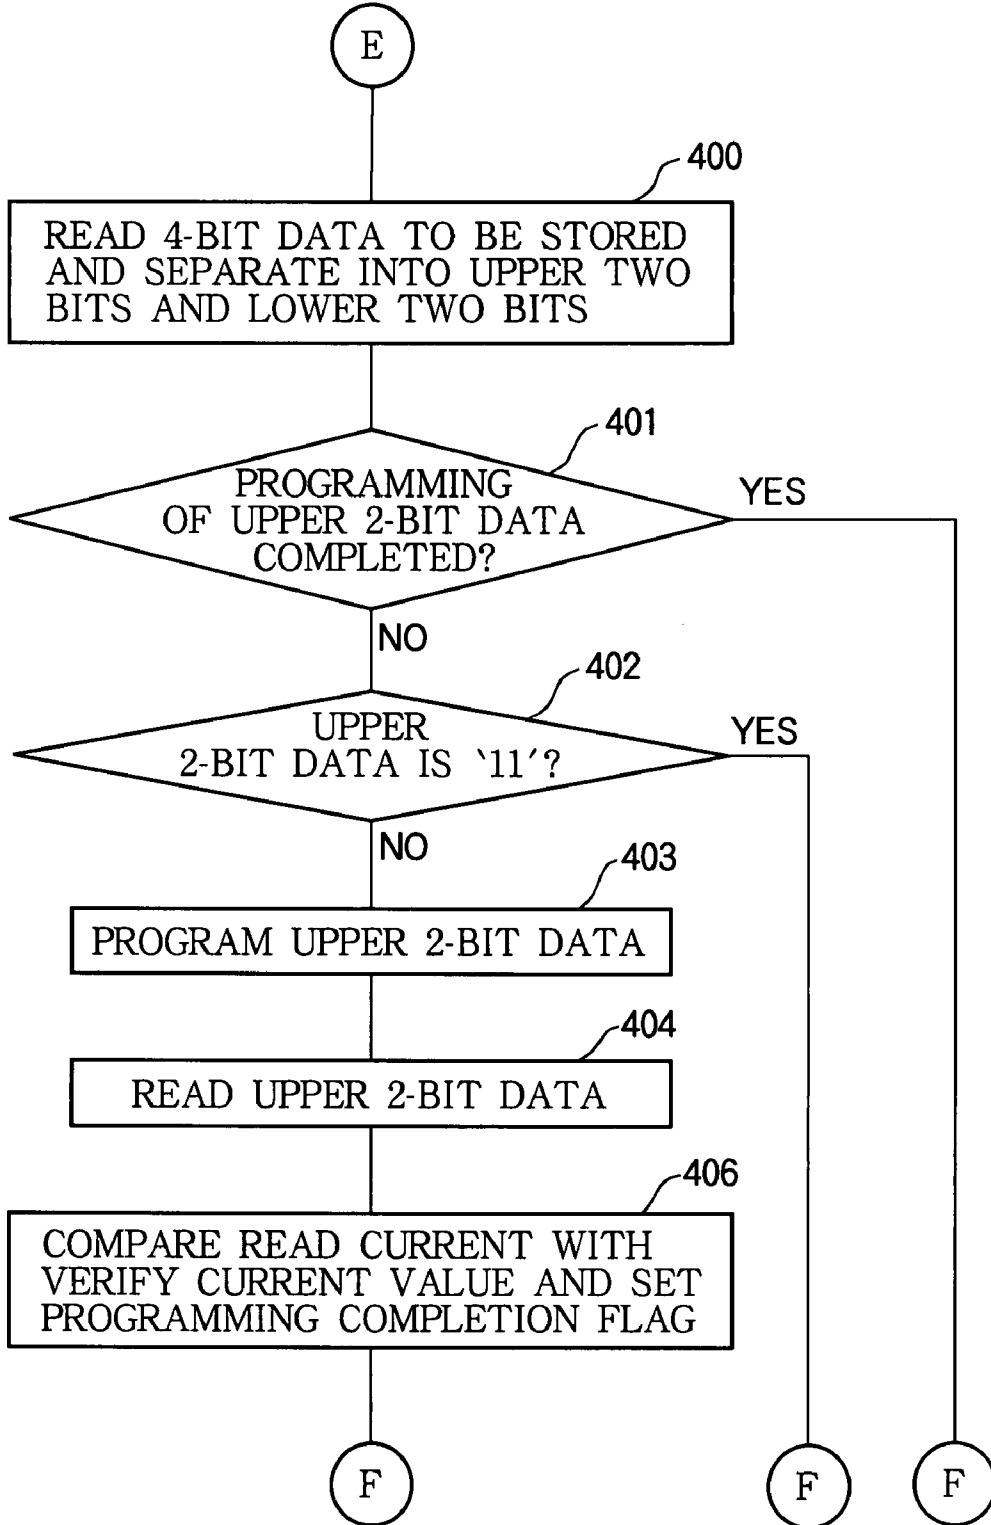 E
400
READ 4-BIT DATA TO BE STORED
AND SEPARATE INTO UPPER TWO
BITS AND LOWER TWO BITS
401
PROGRAMMING
OF UPPER 2-BIT DATA
COMPLETED?
YES
NO
402
UPPER
2-BIT DATA IS ‵11′?
YES
NO
403
PROGRAM UPPER 2-BIT DATA
404
READ UPPER 2-BIT DATA
406
COMPARE READ CURRENT WITH
VERIFY CURRENT VALUE AND SET
PROGRAMMING COMPLETION FLAG
F
F
F